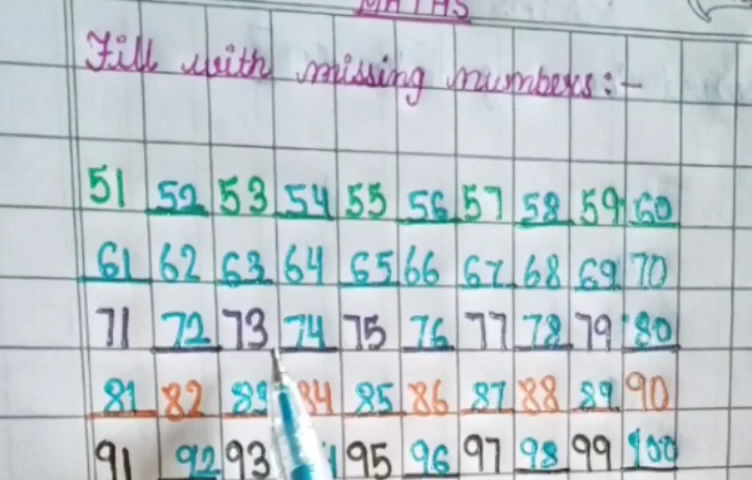 MATHS
Fill with missing numbers:-
51 52 53 54 55 56 57 58 59 60
61 62 63 64 65 66 67 68 69 70
71 72 73 74 75 76 77 78 79 80
81 82 83 84 85 86 87 88 89 90
91 92 93 95 96 97 98 99 100